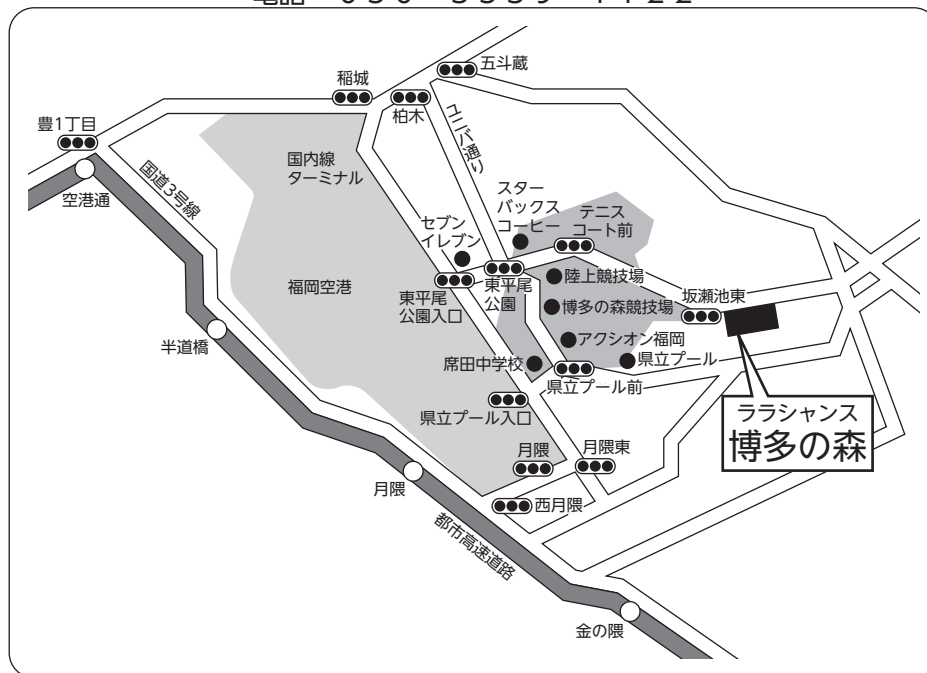 五斗蔵
稲城
柏木
ユニバ通り
豊1丁目
空港通
国道3号線
国内線
ターミナル
スター
バックス
コーヒー
テニス
コート前
セブン
イレブン
福岡空港
東平尾
公園入口
東平尾
公園
陸上競技場
博多の森競技場
坂瀬池東
アクシオン福岡
県立プール
半道橋
席田中学校
県立プール前
県立プール入口
ララシャンス
博多の森
月隈
月隈東
月隈
西月隈
都市高速道路
金の隈